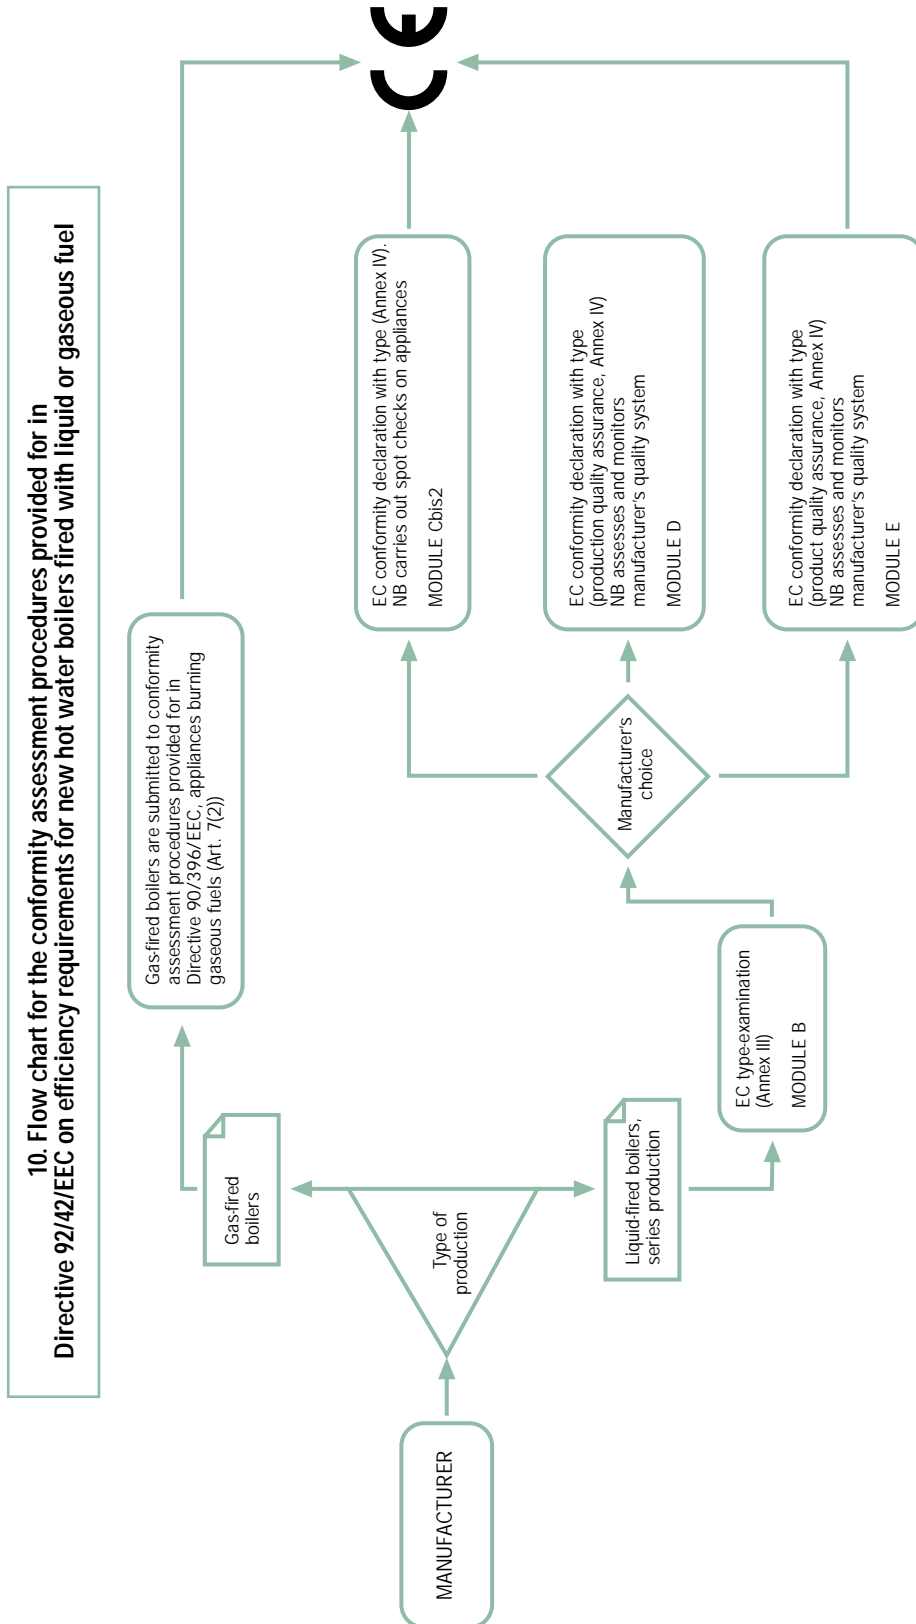 10. Flow chart for the conformity assessment procedures provided for in
Directive 92/42/EEC on efficiency requirements for new hot water boilers fired with liquid or gaseous fuel
MANUFACTURER
Type of
production
Gas-fired
boilers
Gas-fired boilers are submitted to conformity
assessment procedures provided for in
Directive 90/396/EEC, appliances burning
gaseous fuels (Art. 7(2))
Liquid-fired boilers,
series production
EC type-examination
(Annex III)
MODULE B
Manufacturer's
choice
EC conformity declaration with type (Annex IV).
NB carries out spot checks on appliances
MODULE Cbis2
EC conformity declaration with type
(production quality assurance, Annex IV)
NB assesses and monitors
manufacturer's quality system
MODULE D
EC conformity declaration with type
(product quality assurance, Annex IV)
NB assesses and monitors
manufacturer's quality system
MODULE E
CE